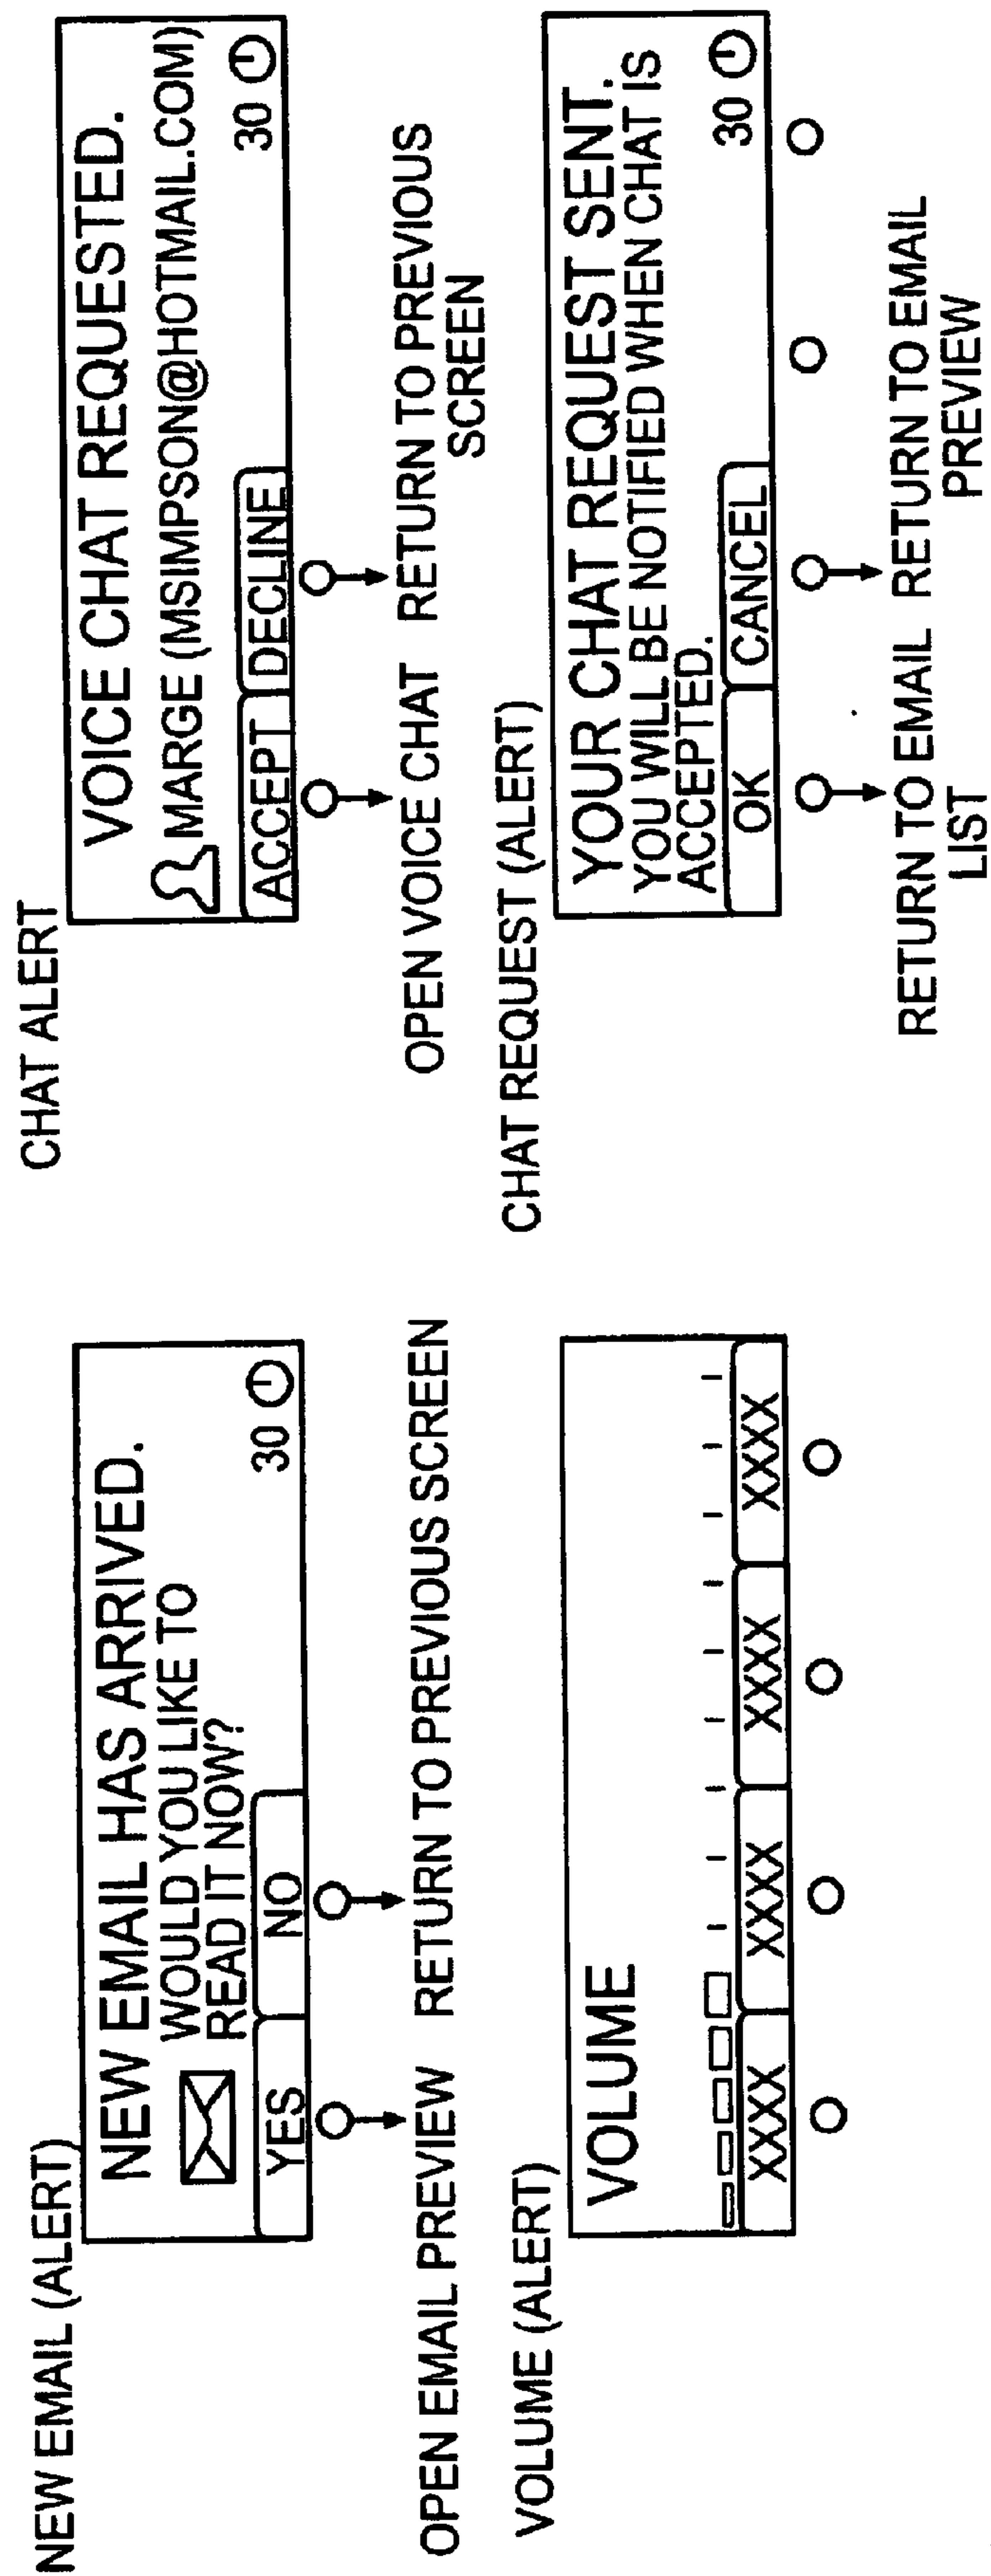 NEW EMAIL (ALERT)
NEW EMAIL HAS ARRIVED.
WOULD YOU LIKE TO
READ IT NOW?
30
YES NO
OPEN EMAIL PREVIEW RETURN TO PREVIOUS SCREEN
VOLUME (ALERT)
VOLUME
XXXX XXXX XXXX XXXX
CHAT ALERT
VOICE CHAT REQUESTED.
MARGE (MSIMPSON@HOTMAIL.COM)
30
ACCEPT DECLINE
OPEN VOICE CHAT RETURN TO PREVIOUS
SCREEN
CHAT REQUEST (ALERT)
YOUR CHAT REQUEST SENT.
YOU WILL BE NOTIFIED WHEN CHAT IS
ACCEPTED.
30
OK CANCEL
RETURN TO EMAIL RETURN TO EMAIL
LIST PREVIEW